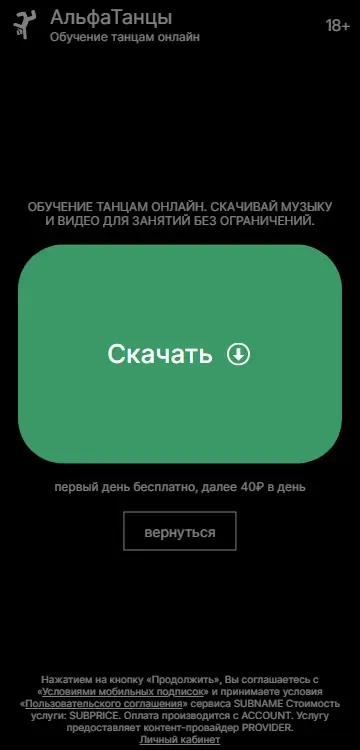 АльфаТанцы
Обучение танцам онлайн
18+
ОБУЧЕНИЕ ТАНЦАМ ОНЛАЙН. СКАЧИВАЙ МУЗЫКУ
И ВИДЕО ДЛЯ ЗАНЯТИЙ БЕЗ ОГРАНИЧЕНИЙ.
Скачать
первый день бесплатно, далее 40₽ в день
вернуться
Нажатием на кнопку «Продолжить», Вы соглашаетесь с
«Условиями мобильных подписок» и принимаете условия
«Пользовательского соглашения» сервиса SUBNAME Стоимость
услуги: SUBPRICE. Оплата производится с ACCOUNT. Услугу
предоставляет контент-провайдер PROVIDER.
Личный кабинет